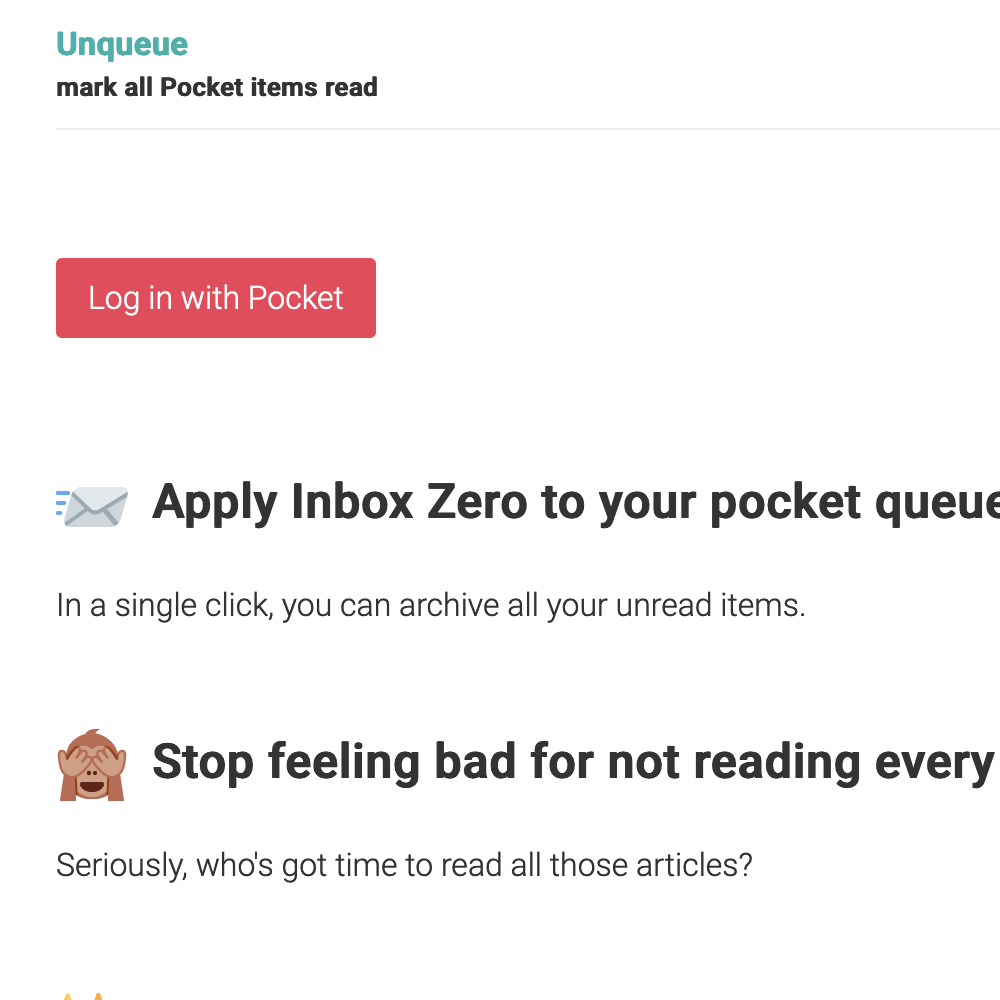 Unqueue
mark all Pocket items read
Log in with Pocket
Apply Inbox Zero to your pocket queue
In a single click, you can archive all your unread items.
Stop feeling bad for not reading every
Seriously, who's got time to read all those articles?